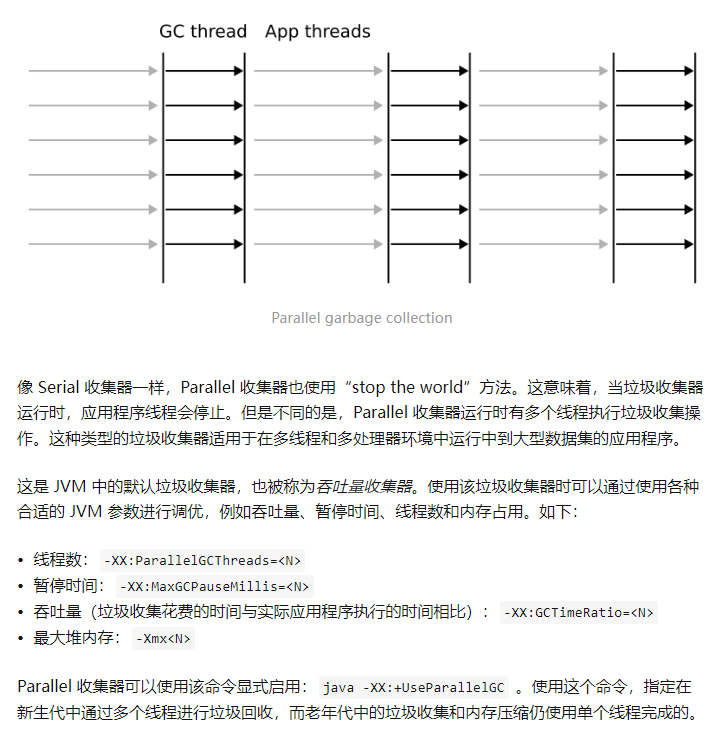 GC thread App threads
Parallel garbage collection
像 Serial 收集器一样，Parallel 收集器也使用“stop the world”方法。这意味着，当垃圾收集器
运行时，应用程序线程会停止。但是不同的是，Parallel 收集器运行时有多个线程执行垃圾收集操
作。这种类型的垃圾收集器适用于在多线程和多处理器环境中运行中到大型数据集的应用程序。
这是 JVM 中的默认垃圾收集器，也被称为吞吐量收集器。使用该垃圾收集器时可以通过使用各种
合适的 JVM 参数进行调优，例如吞吐量、暂停时间、线程数和内存占用。如下：
• 线程数： -XX:ParallelGCThreads=<N>
• 暂停时间： -XX:MaxGCPauseMillis=<N>
• 吞吐量（垃圾收集花费的时间与实际应用程序执行的时间相比）： -XX:GCTimeRatio=<N>
• 最大堆内存： -Xmx<N>
Parallel 收集器可以使用该命令显式启用： java -XX:+UseParallelGC 。使用这个命令，指定在
新生代中通过多个线程进行垃圾回收，而老年代中的垃圾收集和内存压缩仍使用单个线程完成的。